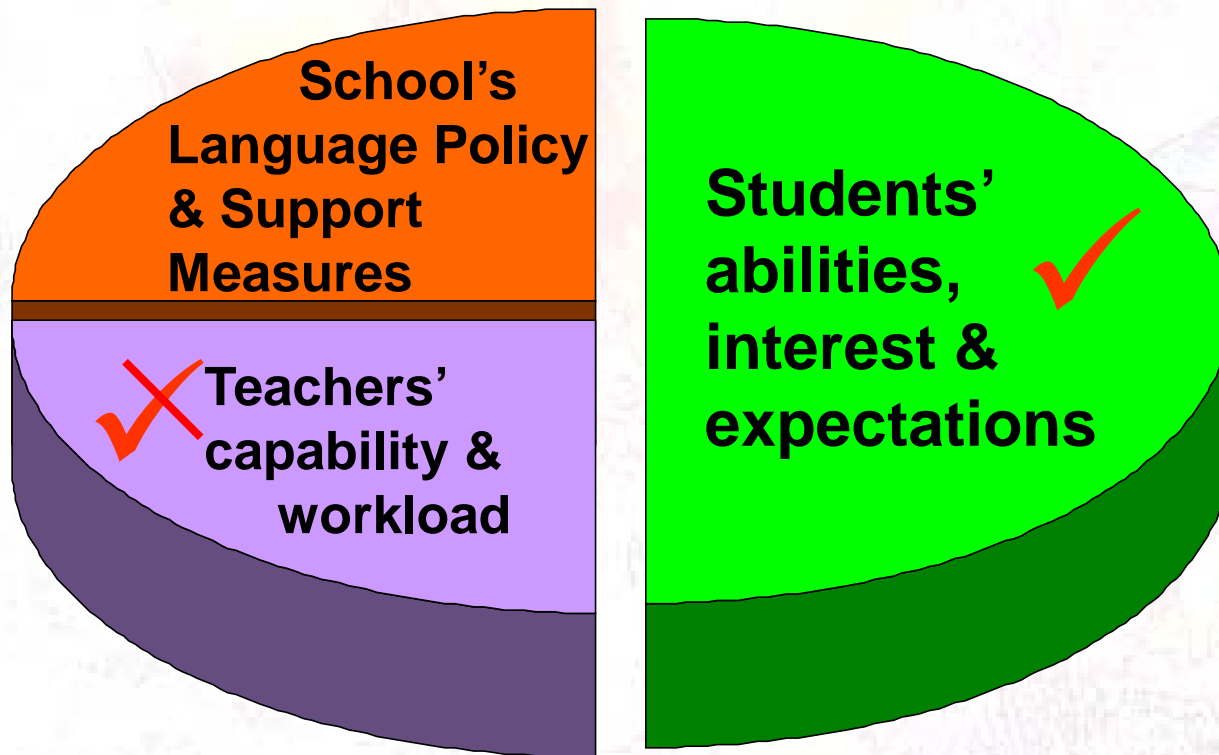 School’s
Language Policy
& Support
Measures
Teachers’
capability &
workload
Students’
abilities,
interest &
expectations